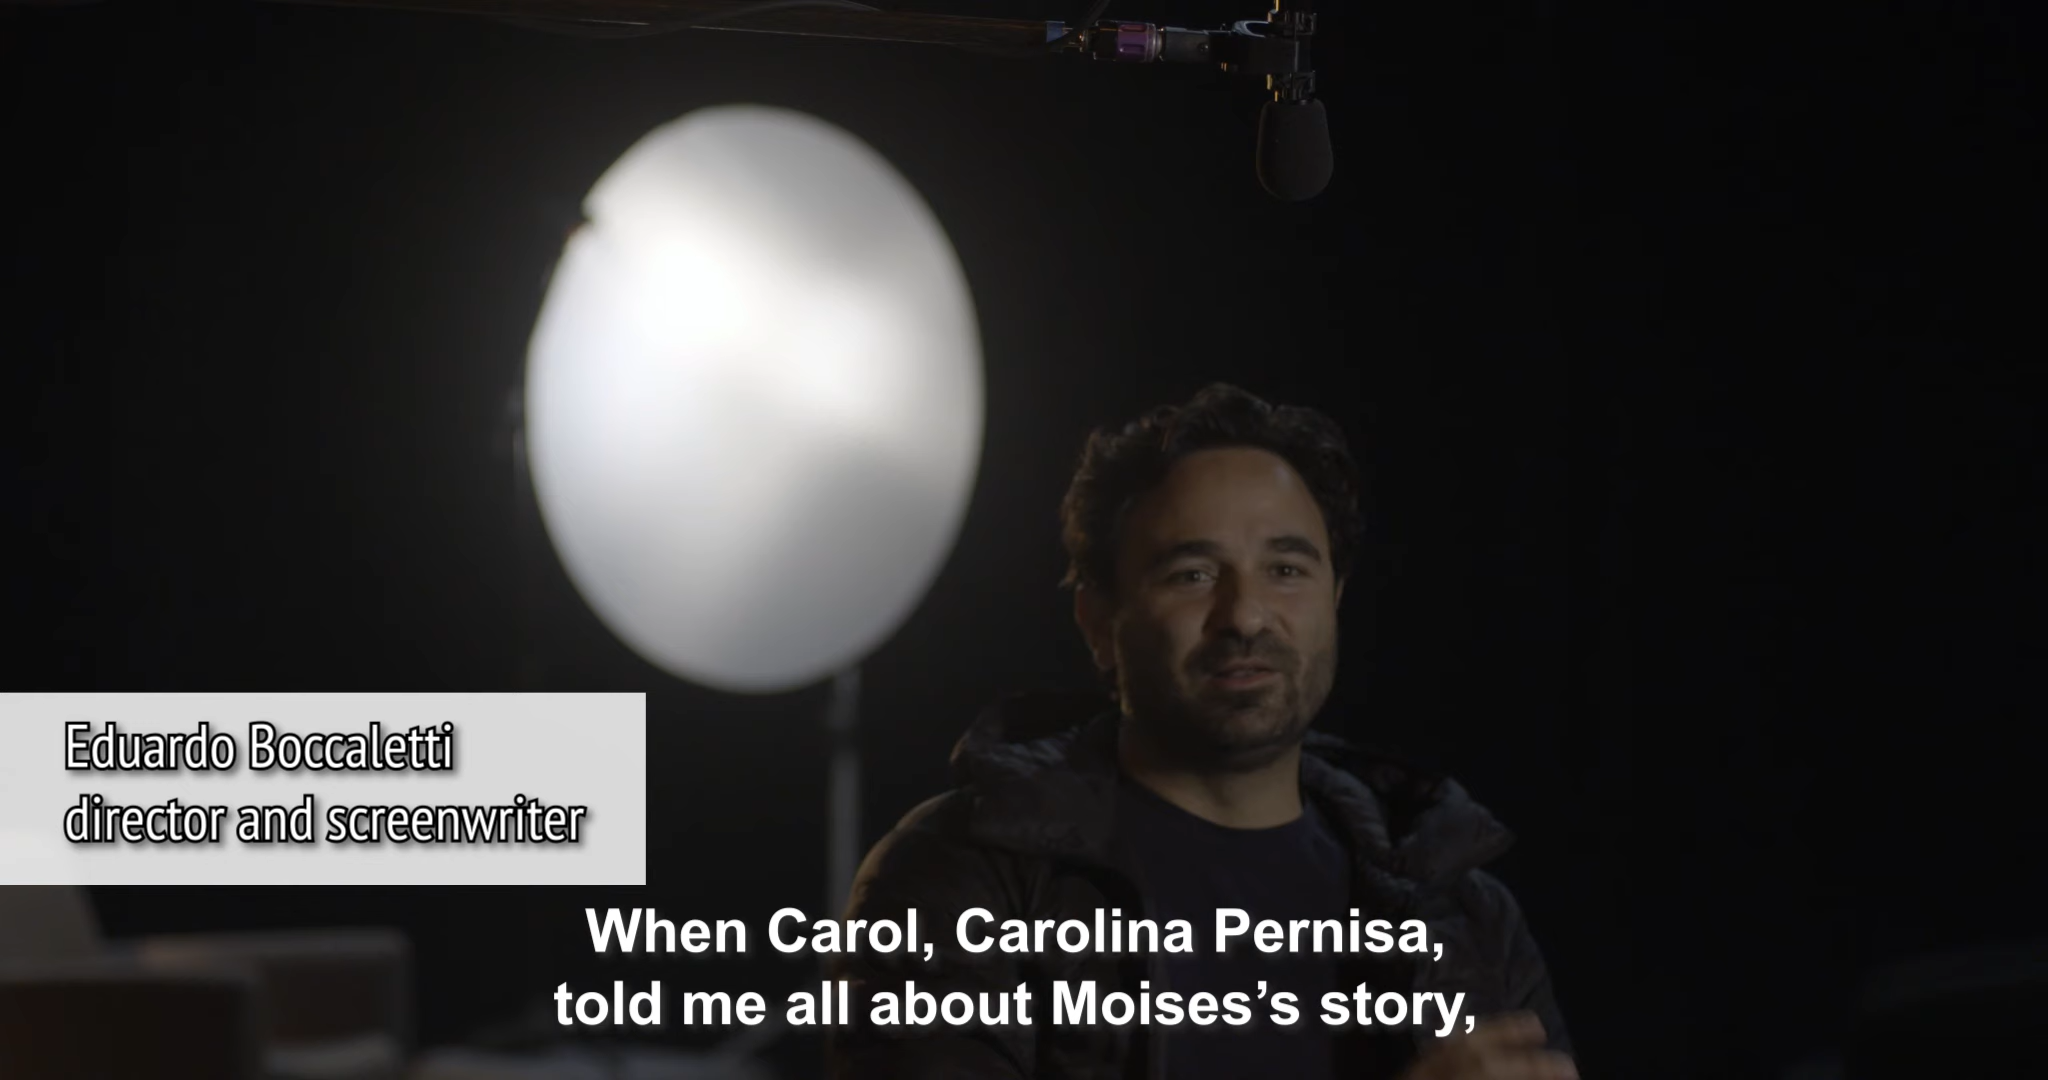 Eduardo Boccaletti
director and screenwriter
When Carol, Carolina Pernisa,
told me all about Moises’s story,